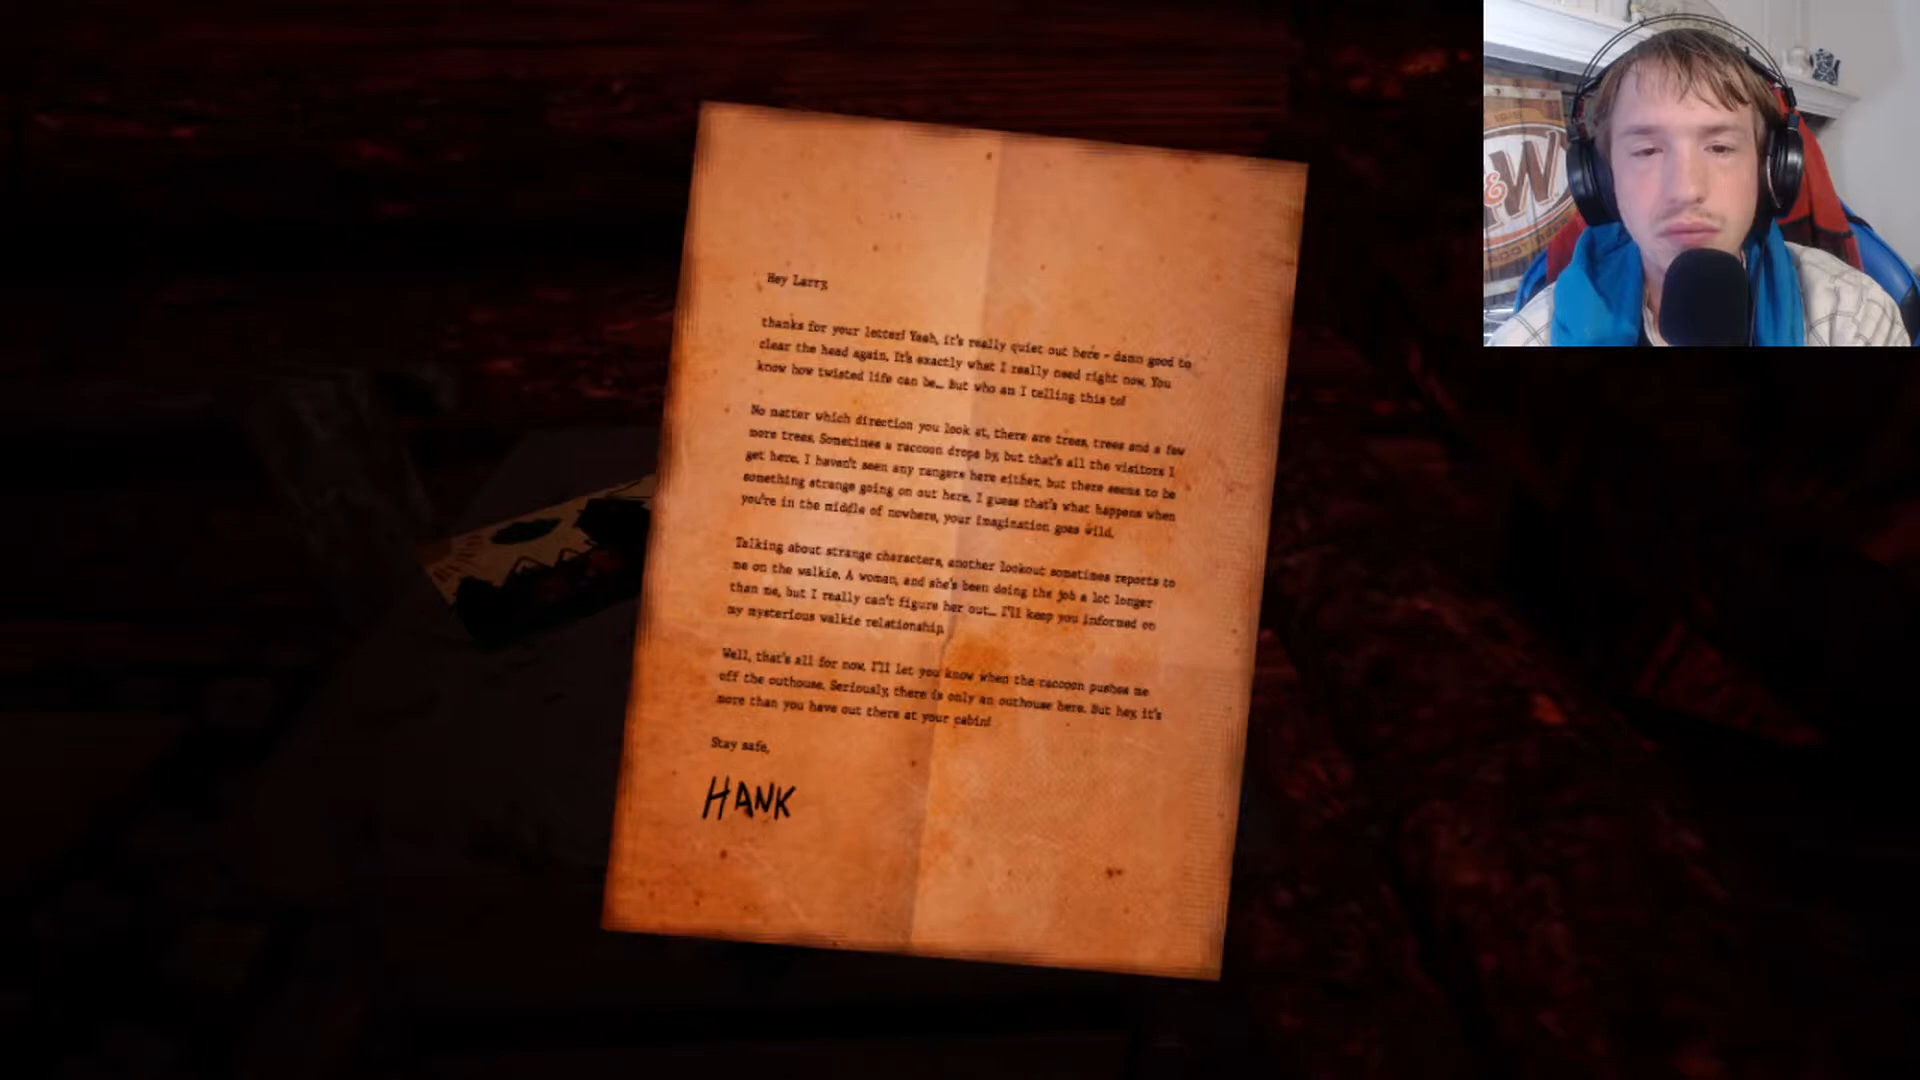 Hey Larry,
thanks for your letter! Yeah, it's really quiet out here - damn good to
clear the head again. It's exactly what I really need right now. You
know how twisted life can be... But who am I telling this to!
No matter which direction you look at, there are trees, trees and a few
more trees. Sometimes a raccoon drops by, but that's all the visitors I
get here. I haven't seen any rangers here either, but there seems to be
something strange going on out here. I guess that's what happens when
you're in the middle of nowhere, your imagination goes wild.
Talking about strange characters, another lookout sometimes reports to
me on the walkie. A woman, and she's been doing the job a lot longer
than me, but I really can't figure her out... I'll keep you informed on
my mysterious walkie relationship.
Well, that's all for now. I'll let you know when the raccoon pushes me
off the outhouse. Seriously, there is only an outhouse here. But hey, it's
more than you have out there at your cabin!
Stay safe,
HANK
&W